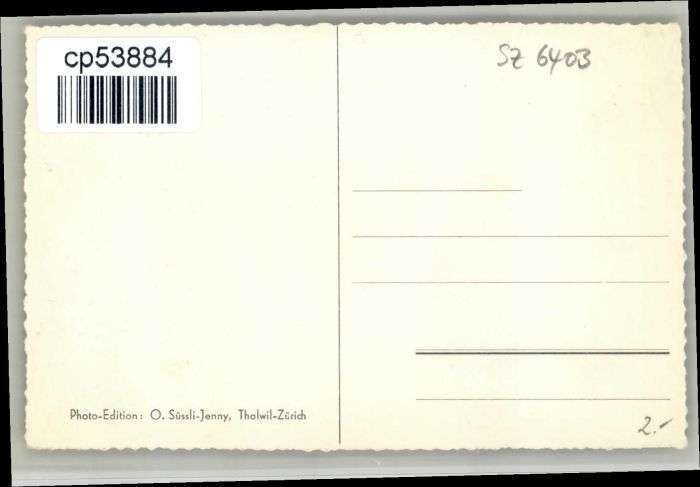 cp53884
SZ 6403
Photo-Edition: O. Süssli-Jenny, Thalwil-Zürich
2.-